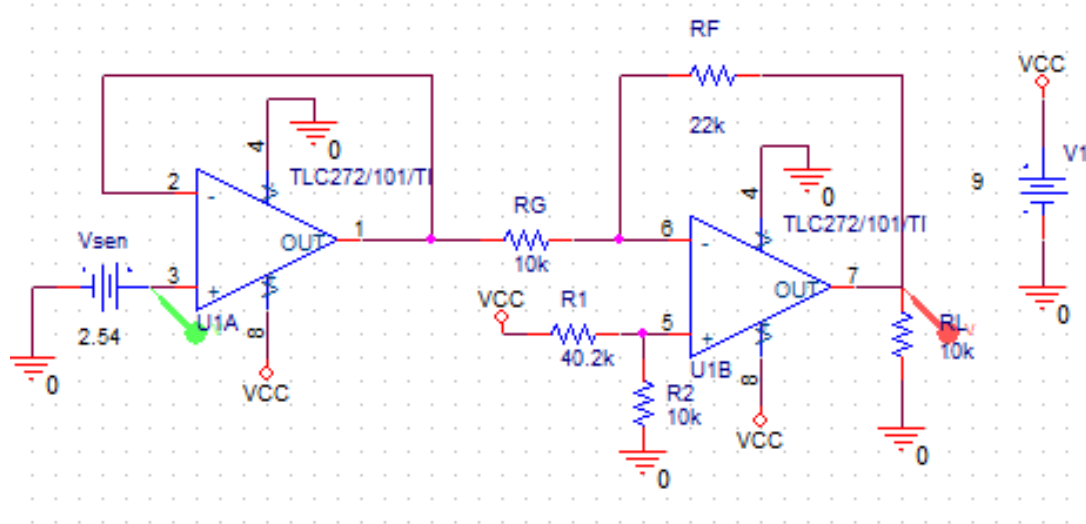 RF
22k
VCC
V1
9
0
4
0
TLC272/101/TI
2
-
OUT
1
Vsen
3
+
U1A
2.54
8
VCC
0
RG
10k
4
0
TLC272/101/TI
6
-
OUT
7
VCC
R1
40.2k
5
+
U1B
R2
10k
0
8
VCC
RL
10k
0